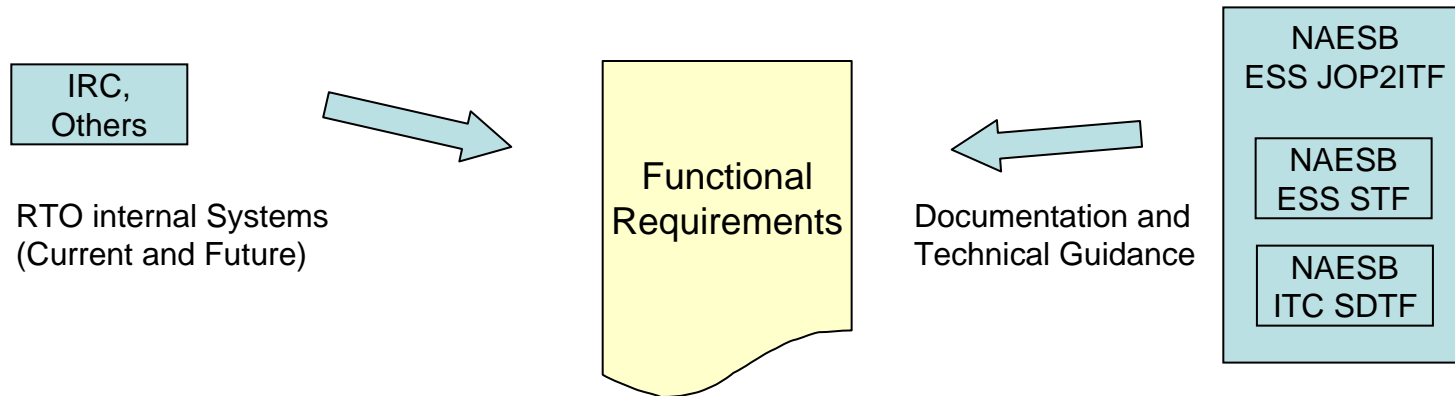 IRC,
Others
RTO internal Systems
(Current and Future)
Functional
Requirements
Documentation and
Technical Guidance
NAESB
ESS JOP2ITF
NAESB
ESS STF
NAESB
ITC SDTF